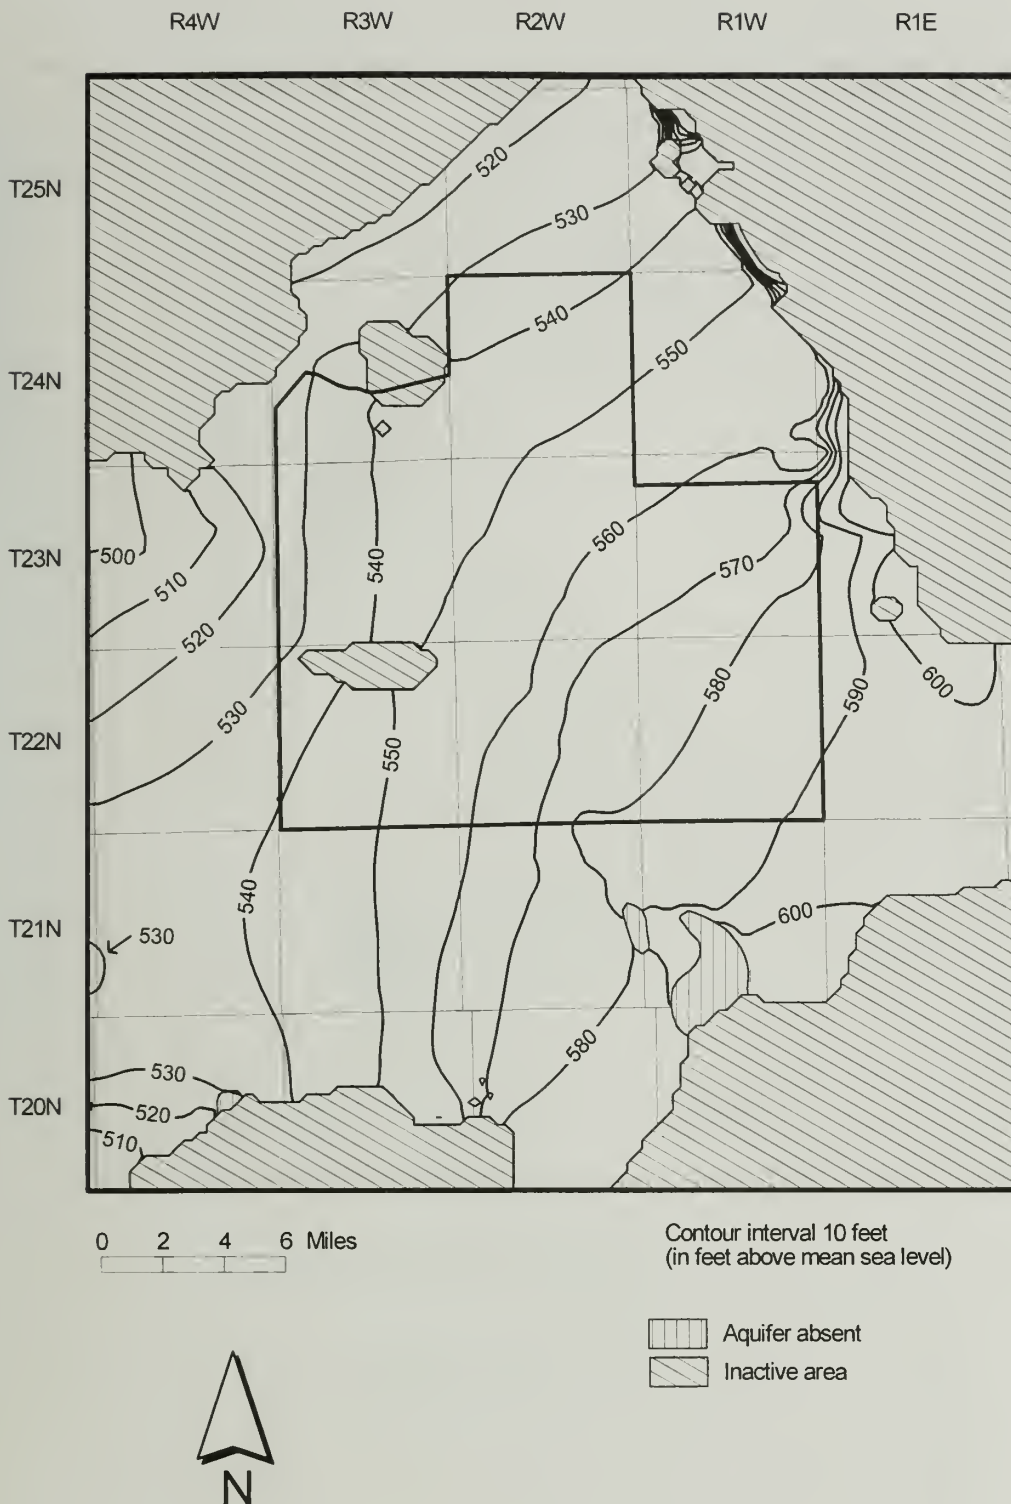 R4W R3W R2W R1W R1E
T25N
T24N
T23N
T22N
T21N
T20N
520
530
540
550
560
500
510
540
570
520
580
600
530
590
550
540
600
530
580
530
520
510
0 2 4 6 Miles
Contour interval 10 feet
(in feet above mean sea level)
Aquifer absent
Inactive area
N